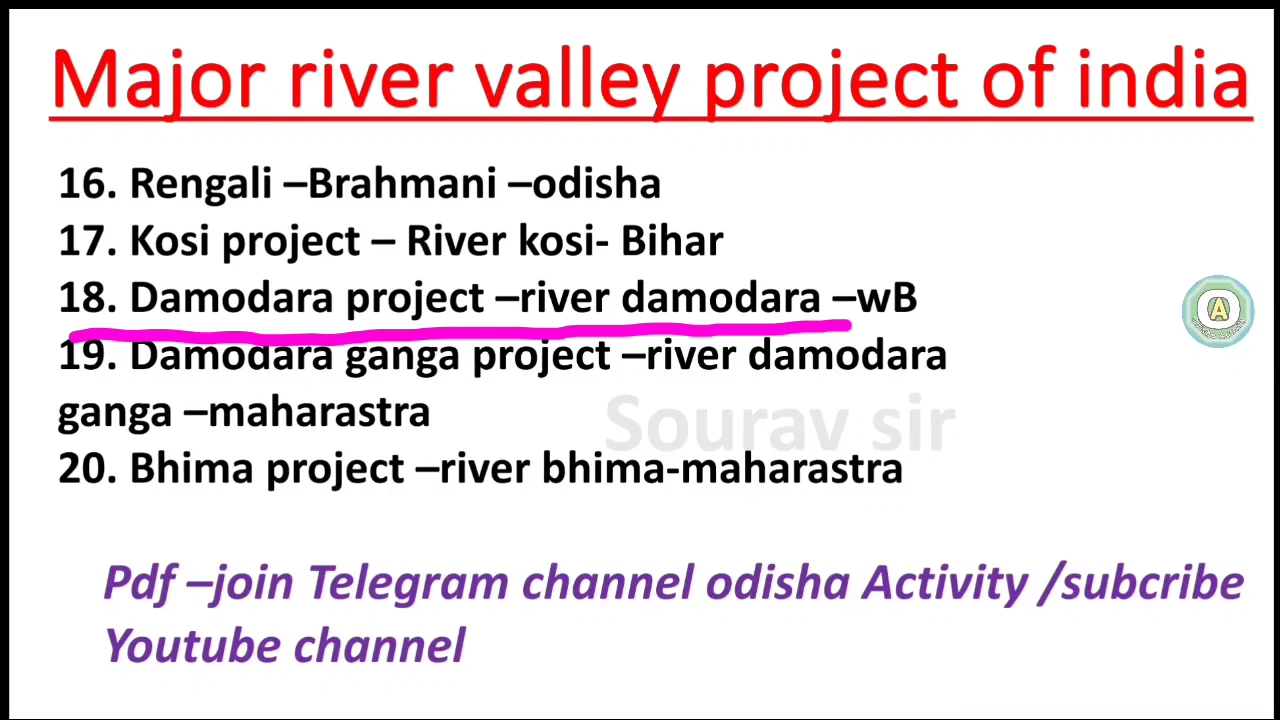 Major river valley project of india
16. Rengali –Brahmani –odisha
17. Kosi project – River kosi- Bihar
18. Damodara project –river damodara –wB
19. Damodara ganga project –river damodara
ganga –maharastra
Sourav sir
20. Bhima project –river bhima-maharastra
A
Pdf –join Telegram channel odisha Activity /subcribe
Youtube channel